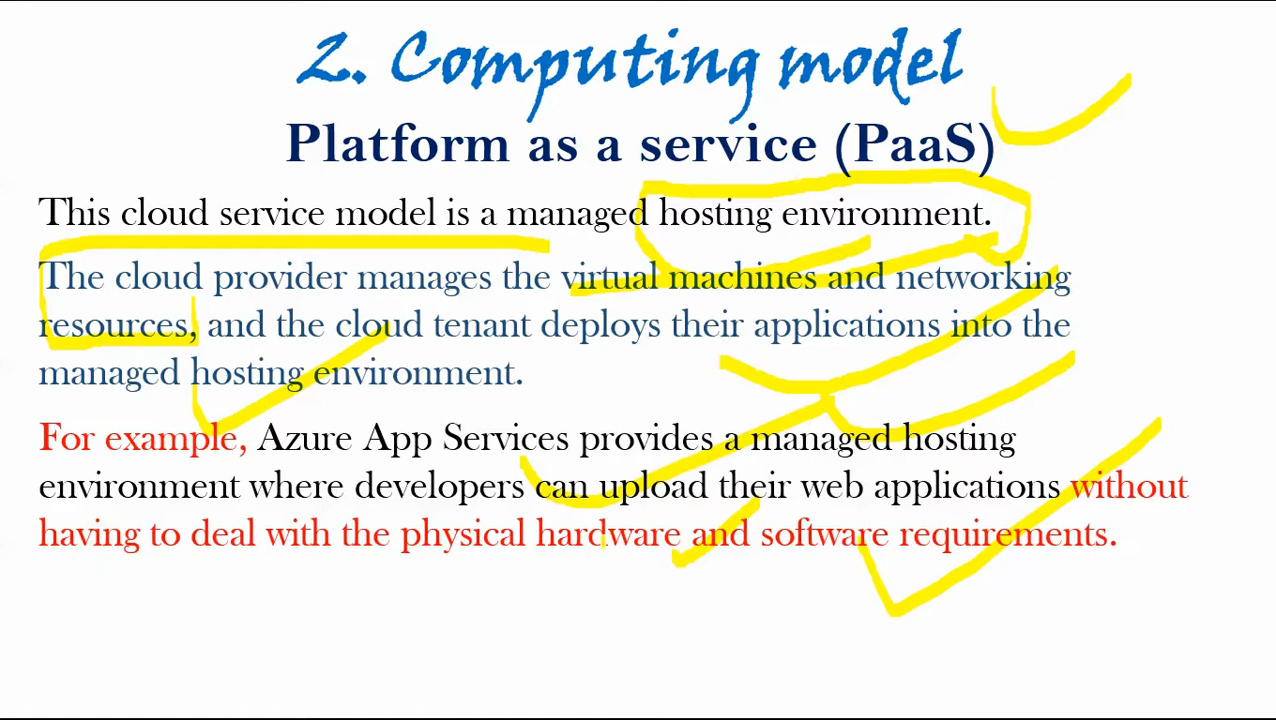 2. Computing model
Platform as a service (PaaS)
This cloud service model is a managed hosting environment.
The cloud provider manages the virtual machines and networking
resources, and the cloud tenant deploys their applications into the
managed hosting environment.
For example, Azure App Services provides a managed hosting
environment where developers can upload their web applications without
having to deal with the physical hardware and software requirements.